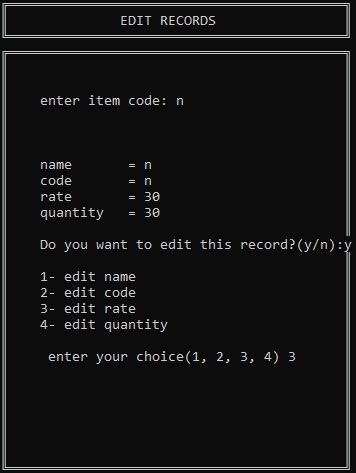 EDIT RECORDS
enter item code: n
name = n
code = n
rate = 30
quantity = 30
Do you want to edit this record?(y/n):y
1- edit name
2- edit code
3- edit rate
4- edit quantity
enter your choice(1, 2, 3, 4) 3